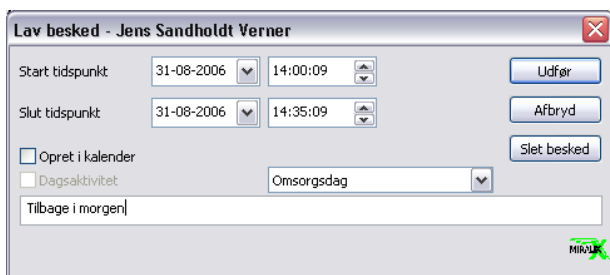 Lav besked - Jens Sandholdt Verner
Start tidspunkt 31-08-2006 14:00:09 Udfør
Slut tidspunkt 31-08-2006 14:35:09 Afbryd
Opret i kalender Slet besked
Dagsaktivitet Omsorgsdag
Tilbage i morgen
MIRALIX